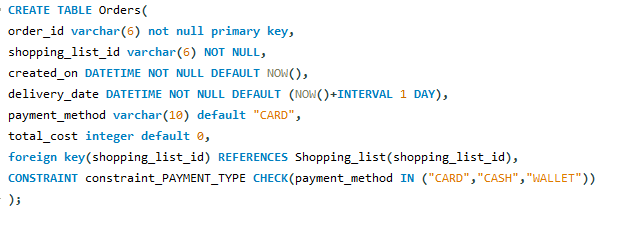 CREATE TABLE Orders(
order_id varchar(6) not null primary key,
shopping_list_id varchar(6) NOT NULL,
created_on DATETIME NOT NULL DEFAULT NOW(),
delivery_date DATETIME NOT NULL DEFAULT (NOW()+INTERVAL 1 DAY),
payment_method varchar(10) default "CARD",
total_cost integer default 0,
foreign key(shopping_list_id) REFERENCES Shopping_list(shopping_list_id),
CONSTRAINT constraint_PAYMENT_TYPE CHECK(payment_method IN ("CARD","CASH","WALLET"))
);